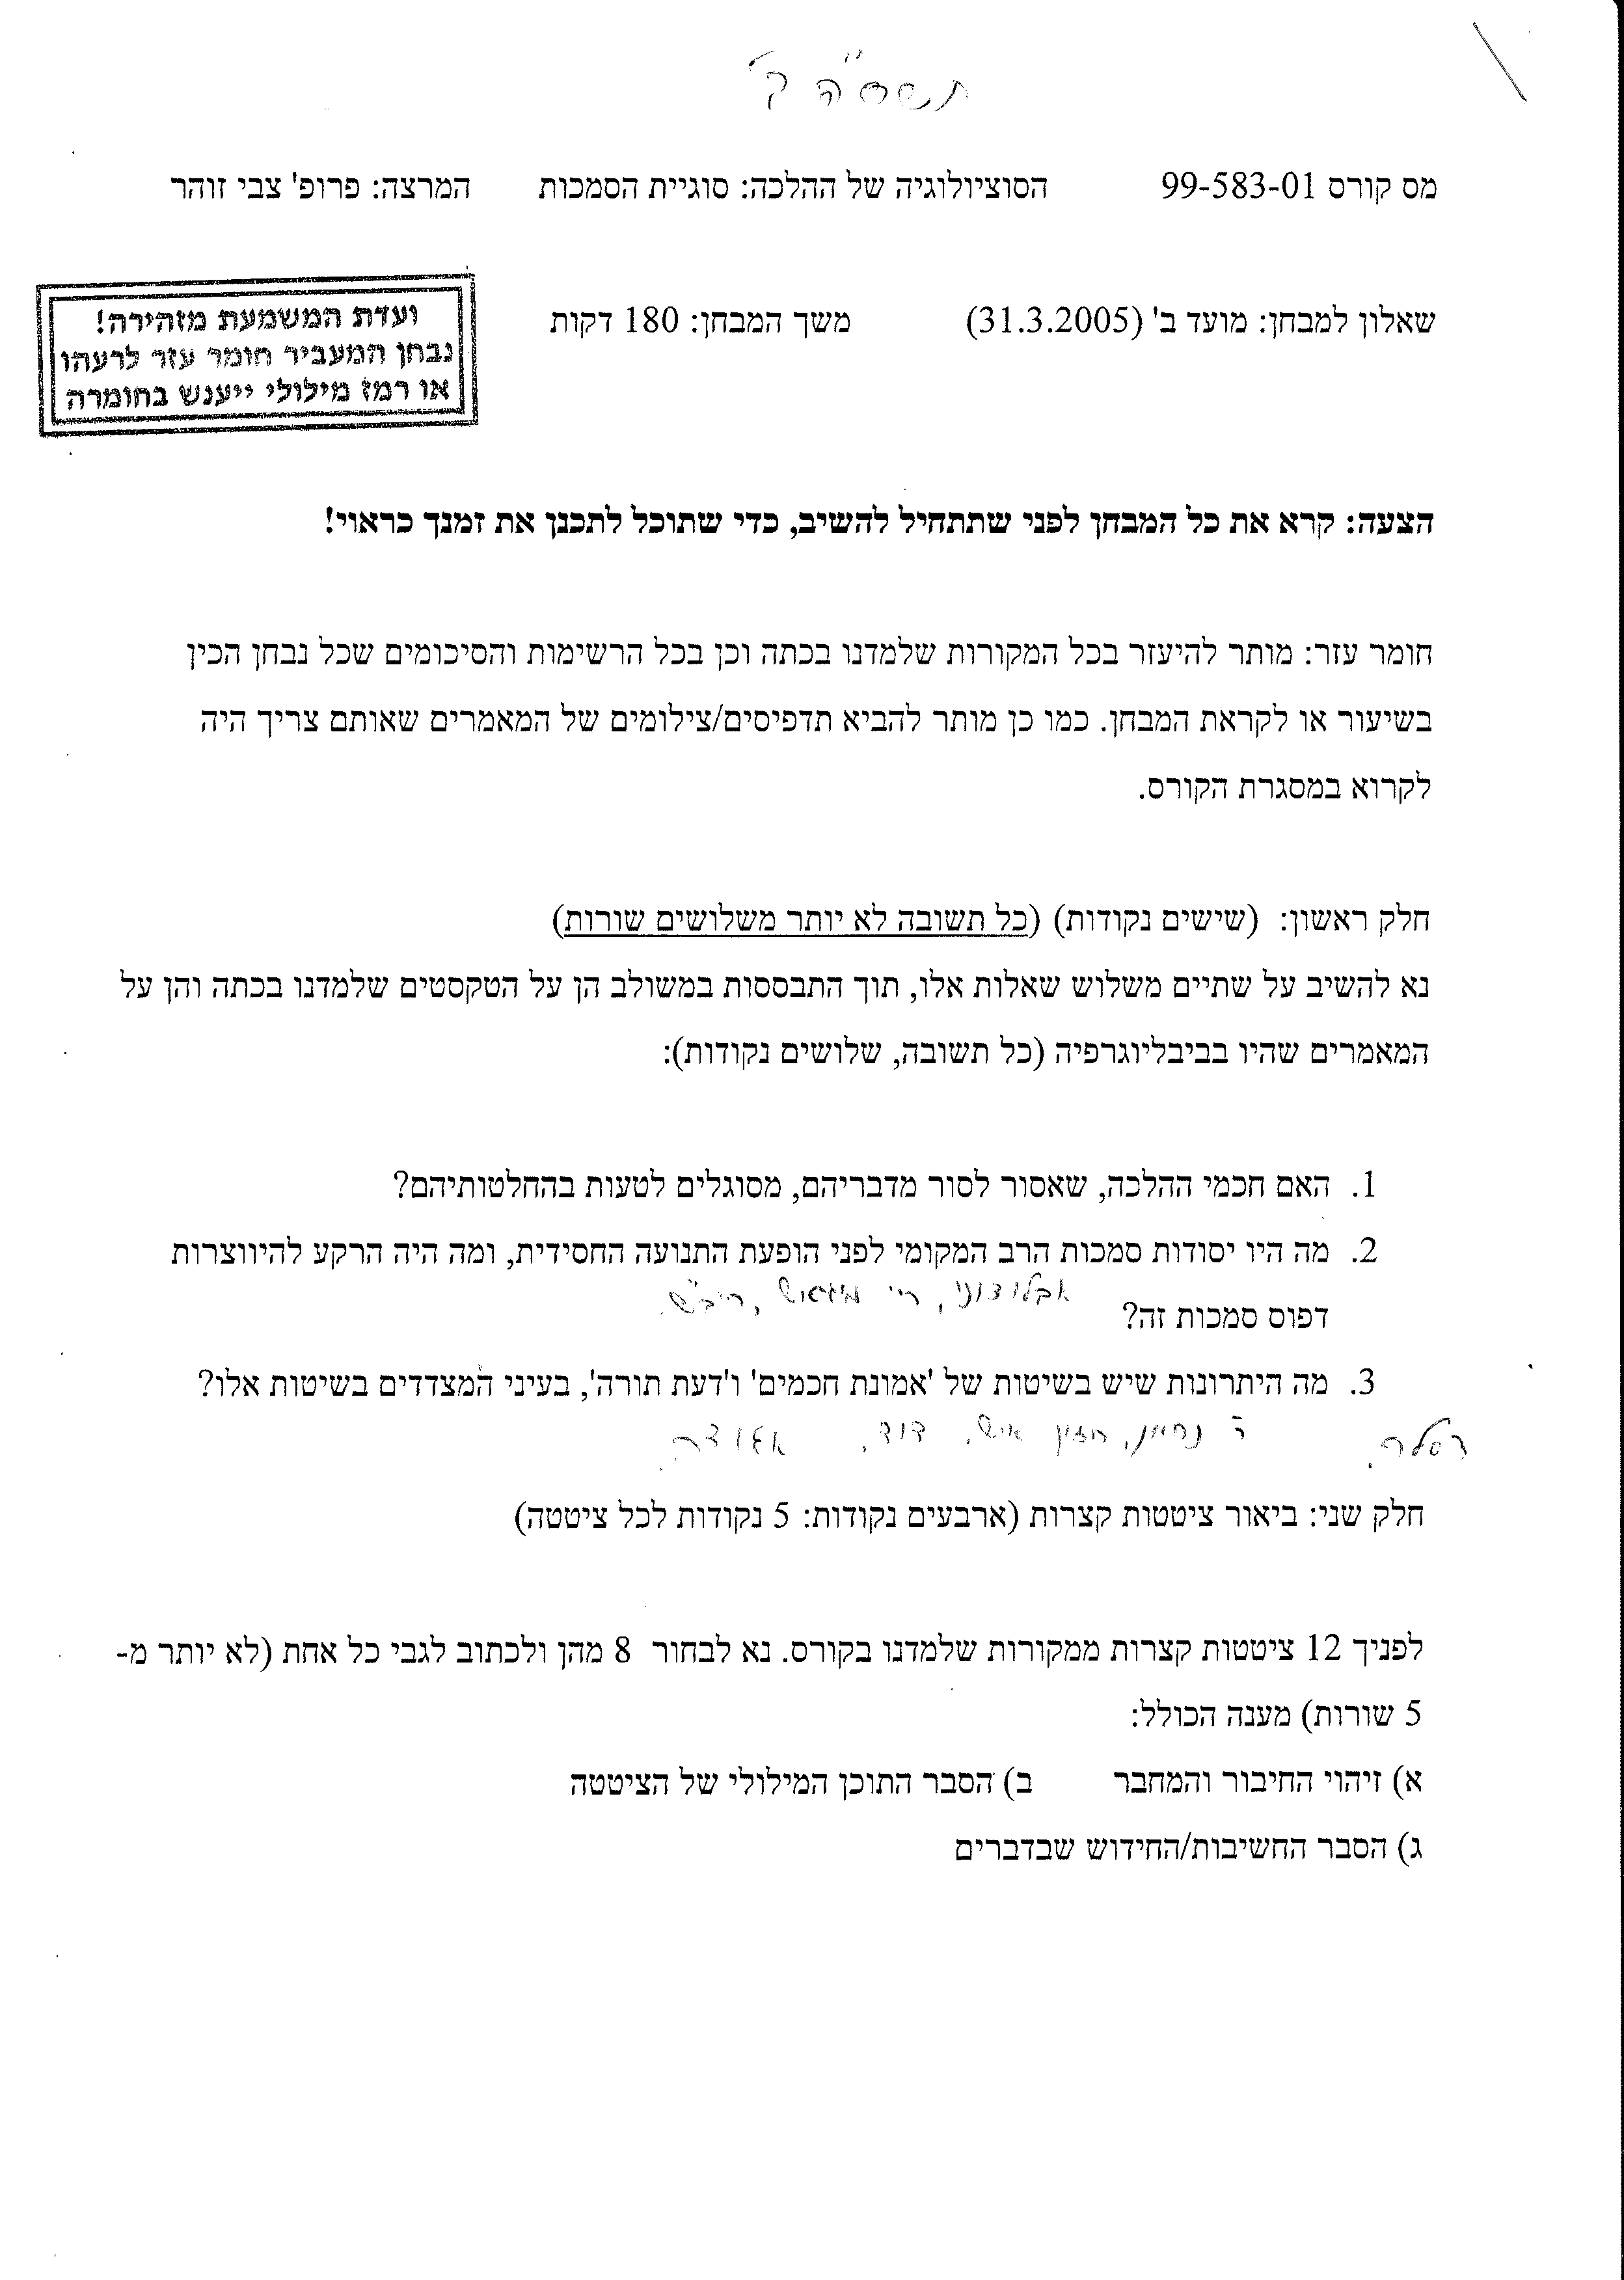 תשס"ה ב'
מס קורס 99-583-01 הסוציולוגיה של ההלכה: סוגיית הסמכות המרצה: פרופ' צבי זוהר
שאלון למבחן: מועד ב' (31.3.2005) משך המבחן: 180 דקות
ועדת המשמעת מזהירה!
נבחן המעביר חומר עזר לרעהו
או רמז מילולי ייענש בחומרה
הצעה: קרא את כל המבחן לפני שתתחיל להשיב, כדי שתוכל לתכנן את זמנך כראוי!
חומר עזר: מותר להיעזר בכל המקורות שלמדנו בכתה וכן בכל הרשימות והסיכומים שכל נבחן הכין
בשיעור או לקראת המבחן. כמו כן מותר להביא תדפיסים/צילומים של המאמרים שאותם צריך היה
לקרוא במסגרת הקורס.
חלק ראשון: (שישים נקודות) (כל תשובה לא יותר משלושים שורות)
נא להשיב על שתיים משלוש שאלות אלו, תוך התבססות במשולב הן על הטקסטים שלמדנו בכתה והן על
המאמרים שהיו בביבליוגרפיה (כל תשובה, שלושים נקודות):
1. האם חכמי ההלכה, שאסור לסור מדבריהם, מסוגלים לטעות בהחלטותיהם?
2. מה היו יסודות סמכות הרב המקומי לפני הופעת התנועה החסידית, ומה היה הרקע להיווצרות
דפוס סמכות זה?
3. מה היתרונות שיש בשיטות של 'אמונת חכמים' ו'דעת תורה', בעיני המצדדים בשיטות אלו?
ר נחמן, חזון איש,
חלק שני: ביאור ציטטות קצרות (ארבעים נקודות: 5 נקודות לכל ציטטה)
לפניך 12 ציטטות קצרות ממקורות שלמדנו בקורס. נא לבחור 8 מהן ולכתוב לגבי כל אחת (לא יותר מ-
5 שורות) מענה הכולל:
א) זיהוי החיבור והמחבר ב) הסבר התוכן המילולי של הציטטה
ג) הסבר החשיבות/החידוש שבדברים